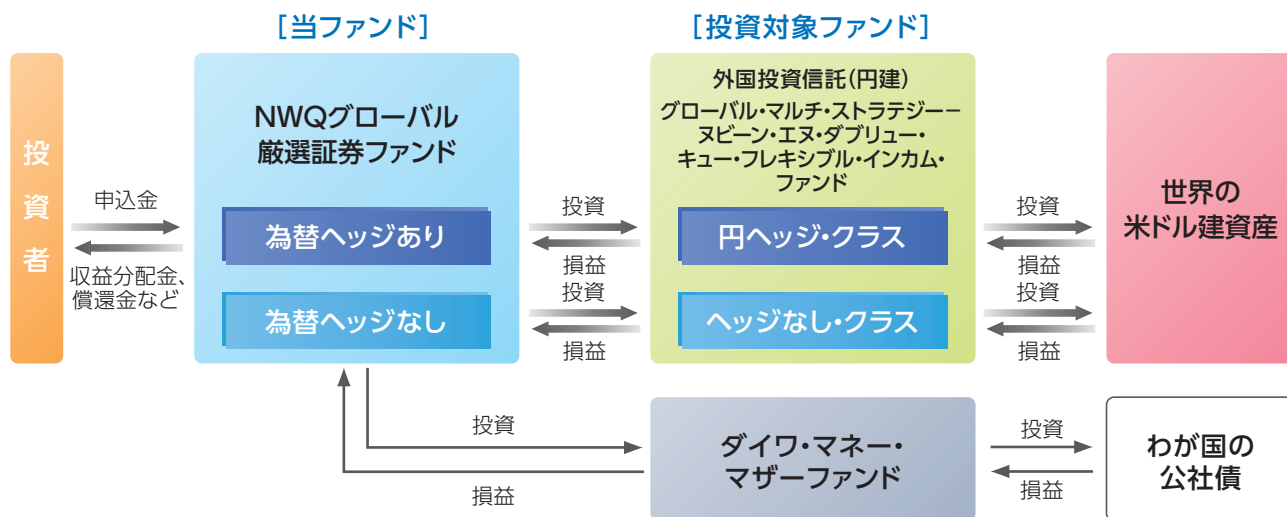 ［当ファンド］
［投資対象ファンド］
投資者
申込金
収益分配金、
償還金など
NWQグローバル
厳選証券ファンド
為替ヘッジあり
為替ヘッジなし
投資
損益
投資
損益
外国投資信託（円建）
グローバル・マルチ・ストラテジー－
ヌビーン・エヌ・ダブリュー・
キュー・フレキシブル・インカム・
ファンド
円ヘッジ・クラス
ヘッジなし・クラス
投資
損益
投資
損益
世界の
米ドル建資産
投資
損益
ダイワ・マネー・
マザーファンド
投資
損益
わが国の
公社債